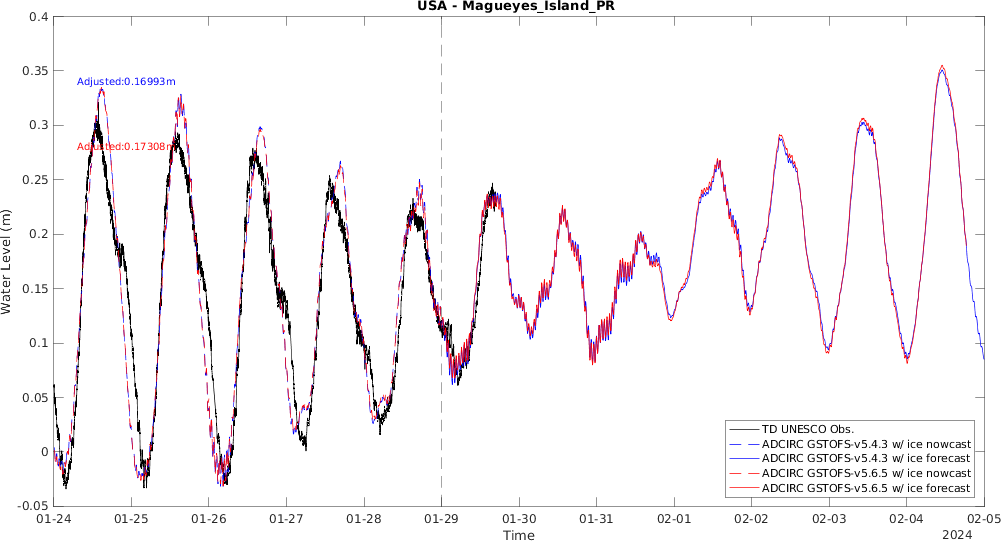 USA - Magueyes_Island_PR
0.4
0.35
0.3
0.25
0.2
0.15
0.1
0.05
0
-0.05
Water Level (m)
Adjusted:0.16993m
Adjusted:0.17308m
TD UNESCO Obs.
ADCIRC GSTOFS-v5.4.3 w/ ice nowcast
ADCIRC GSTOFS-v5.4.3 w/ ice forecast
ADCIRC GSTOFS-v5.6.5 w/ ice nowcast
ADCIRC GSTOFS-v5.6.5 w/ ice forecast
01-24 01-25 01-26 01-27 01-28 01-29 01-30 01-31 02-01 02-02 02-03 02-04 02-05
Time
2024